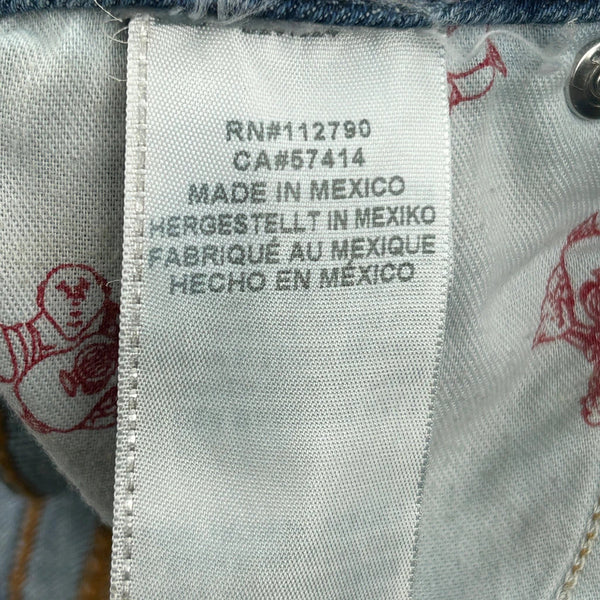 RN#112790
CA#57414
MADE IN MEXICO
HERGESTELLT IN MEXIKO
FABRIQUÉ AU MEXIQUE
HECHO EN MÉXICO